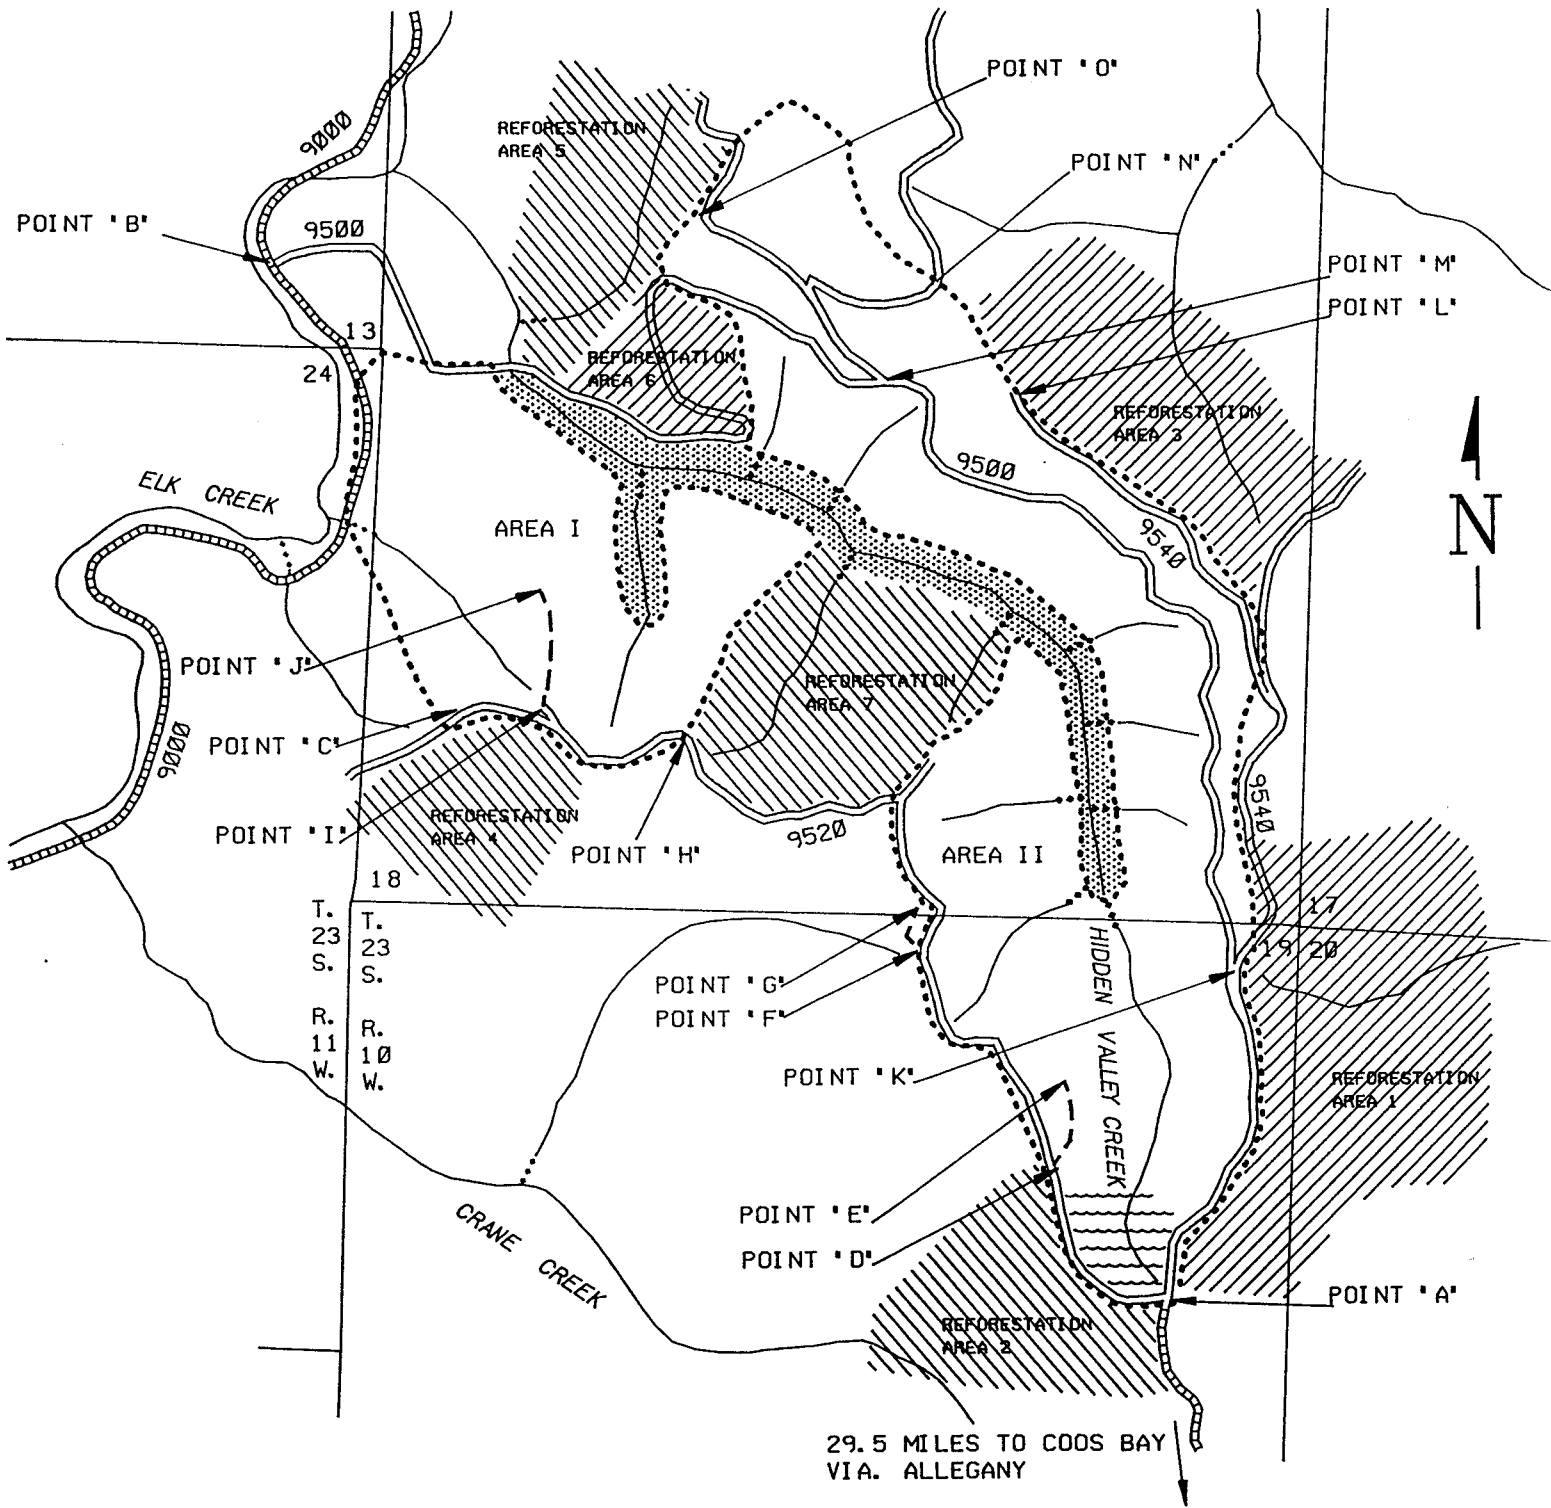 POINT "O"
9000
REFORESTATION
AREA 5
POINT "N"
POINT "B"
9500
POINT "M"
POINT "L"
13
24
REFORESTATION
AREA 6
REFORESTATION
AREA 3
9500
ELK CREEK
AREA I
9540
N
POINT "J"
REFORESTATION
AREA 7
POINT "C"
9000
9540
REFORESTATION
AREA 4
POINT "I"
POINT "H"
9520
AREA II
18
17
T.
23
S.
T.
23
S.
19 20
R.
11
W.
R.
10
W.
POINT "G"
POINT "F"
HIDDEN VALLEY CREEK
POINT "K"
REFORESTATION
AREA 1
POINT "E"
POINT "D"
CRANE CREEK
POINT "A"
REFORESTATION
AREA 2
29.5 MILES TO COOS BAY
VIA. ALLEGANY